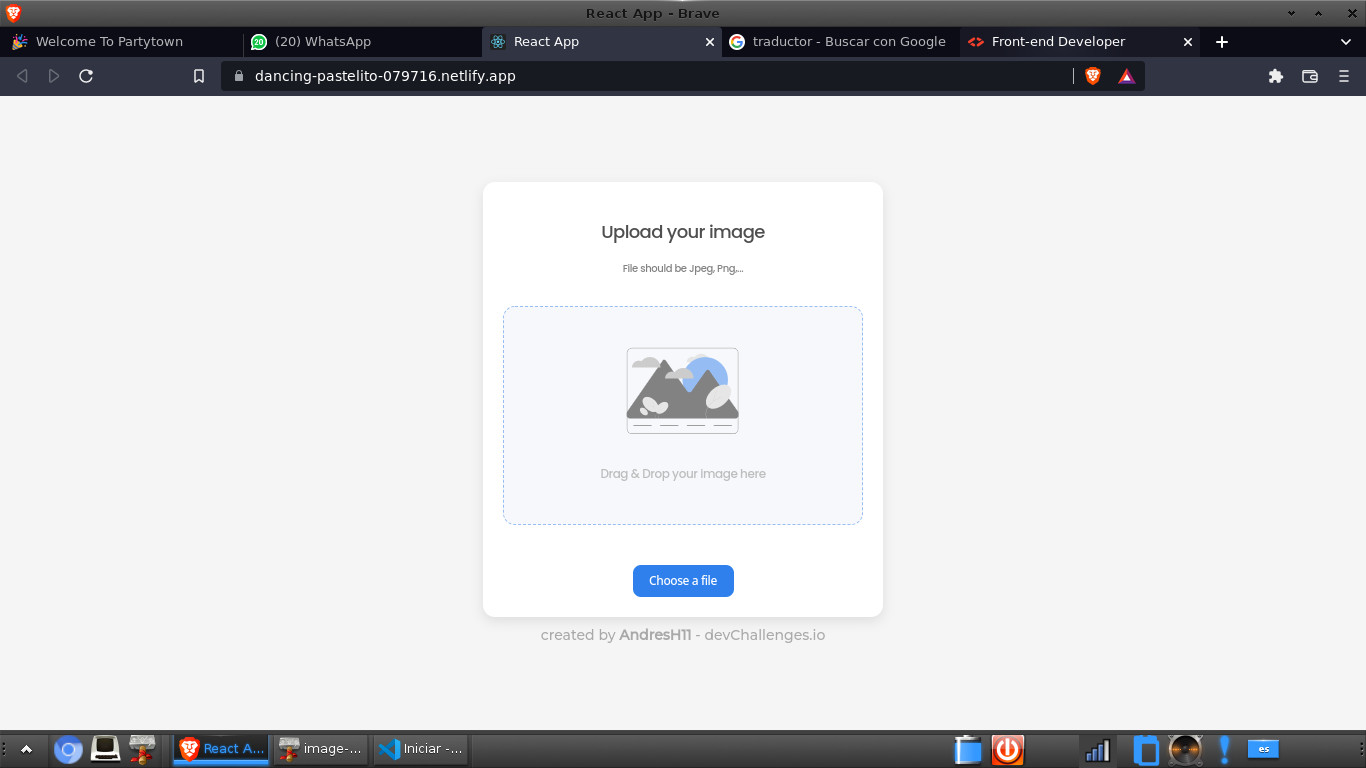 React App - Brave
Welcome To Partytown
(20) WhatsApp
React App
traductor - Buscar con Google
Front-end Developer
dancing-pastelito-079716.netlify.app
Upload your image
File should be Jpeg, Png,...
Drag & Drop your image here
Choose a file
created by AndresH11 - devChallenges.io
React A...
image-...
Iniciar -...
es